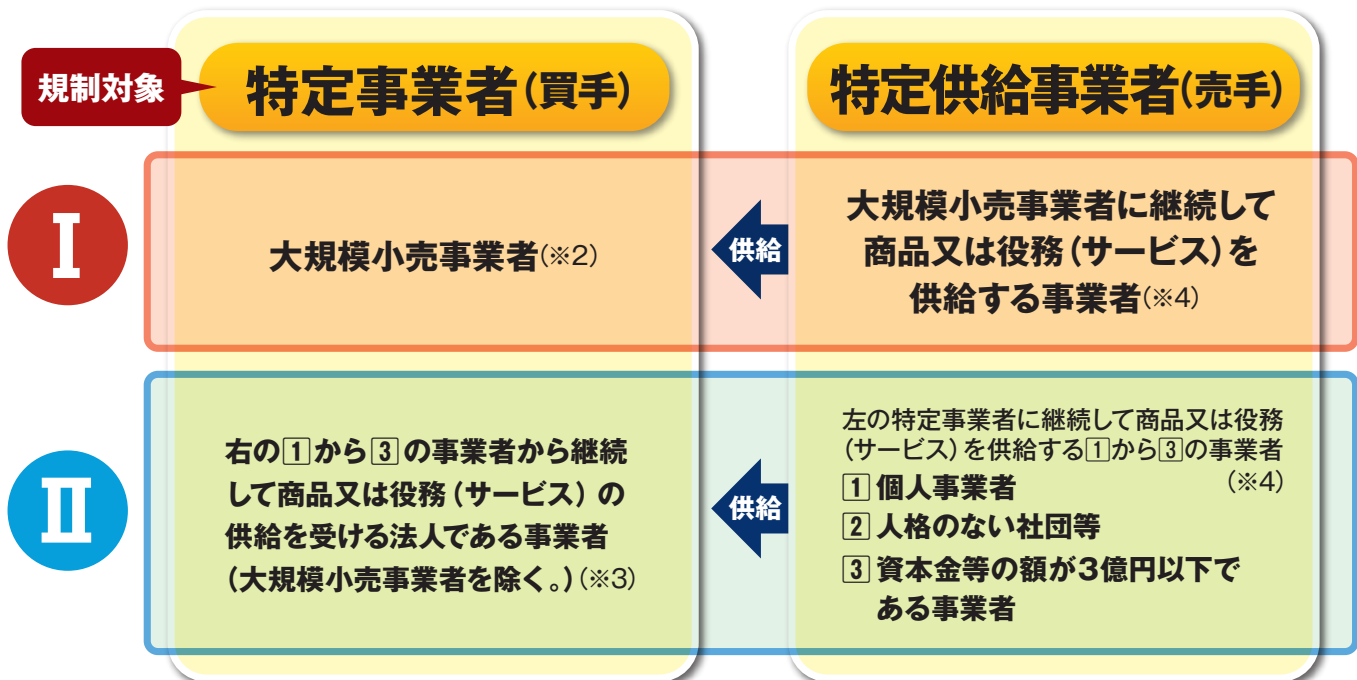 規制対象
特定事業者(買手)
特定供給事業者(売手)
Ⅰ
大規模小売事業者(※2)
供給
大規模小売事業者に継続して
商品又は役務(サービス)を
供給する事業者(※4)
Ⅱ
右の1から3の事業者から継続
して商品又は役務(サービス)の
供給を受ける法人である事業者
(大規模小売事業者を除く。)(※3)
供給
左の特定事業者に継続して商品又は役務
(サービス)を供給する1から3の事業者
(※4)
1 個人事業者
2 人格のない社団等
3 資本金等の額が3億円以下で
ある事業者